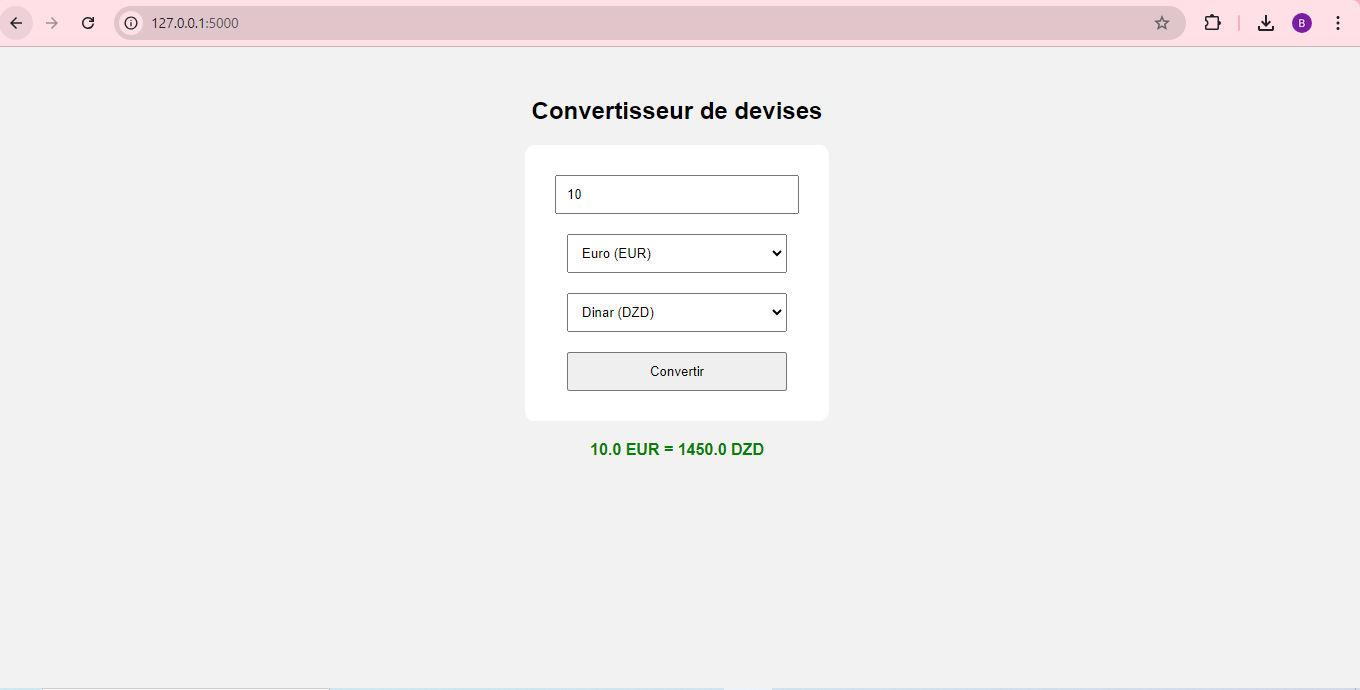 127.0.0.1:5000
B
Convertisseur de devises
10
Euro (EUR)
Dinar (DZD)
Convertir
10.0 EUR = 1450.0 DZD